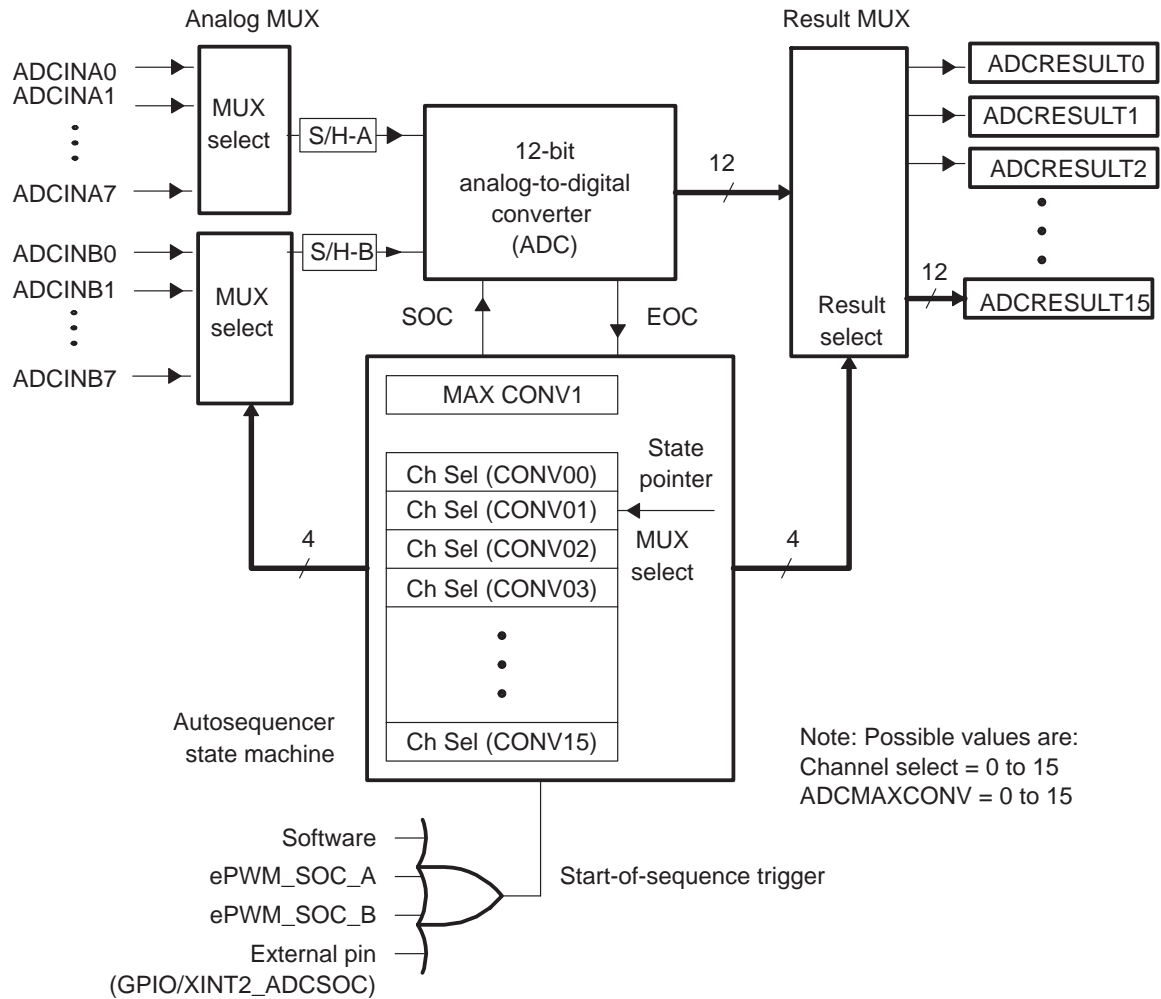 Analog MUX
Result MUX
ADCINA0
ADCINA1
ADCINA7
MUX
select
S/H-A
12-bit
analog-to-digital
converter
(ADC)
12
ADCRESULT0
ADCRESULT1
ADCRESULT2
12
ADCRESULT15
Result
select
ADCINB0
ADCINB1
ADCINB7
MUX
select
S/H-B
SOC
EOC
MAX CONV1
Ch Sel (CONV00)
Ch Sel (CONV01)
Ch Sel (CONV02)
Ch Sel (CONV03)
Ch Sel (CONV15)
State
pointer
MUX
select
4
4
Autosequencer
state machine
Note: Possible values are:
Channel select = 0 to 15
ADCMAXCONV = 0 to 15
Software
ePWM_SOC_A
ePWM_SOC_B
External pin
(GPIO/XINT2_ADCSOC)
Start-of-sequence trigger